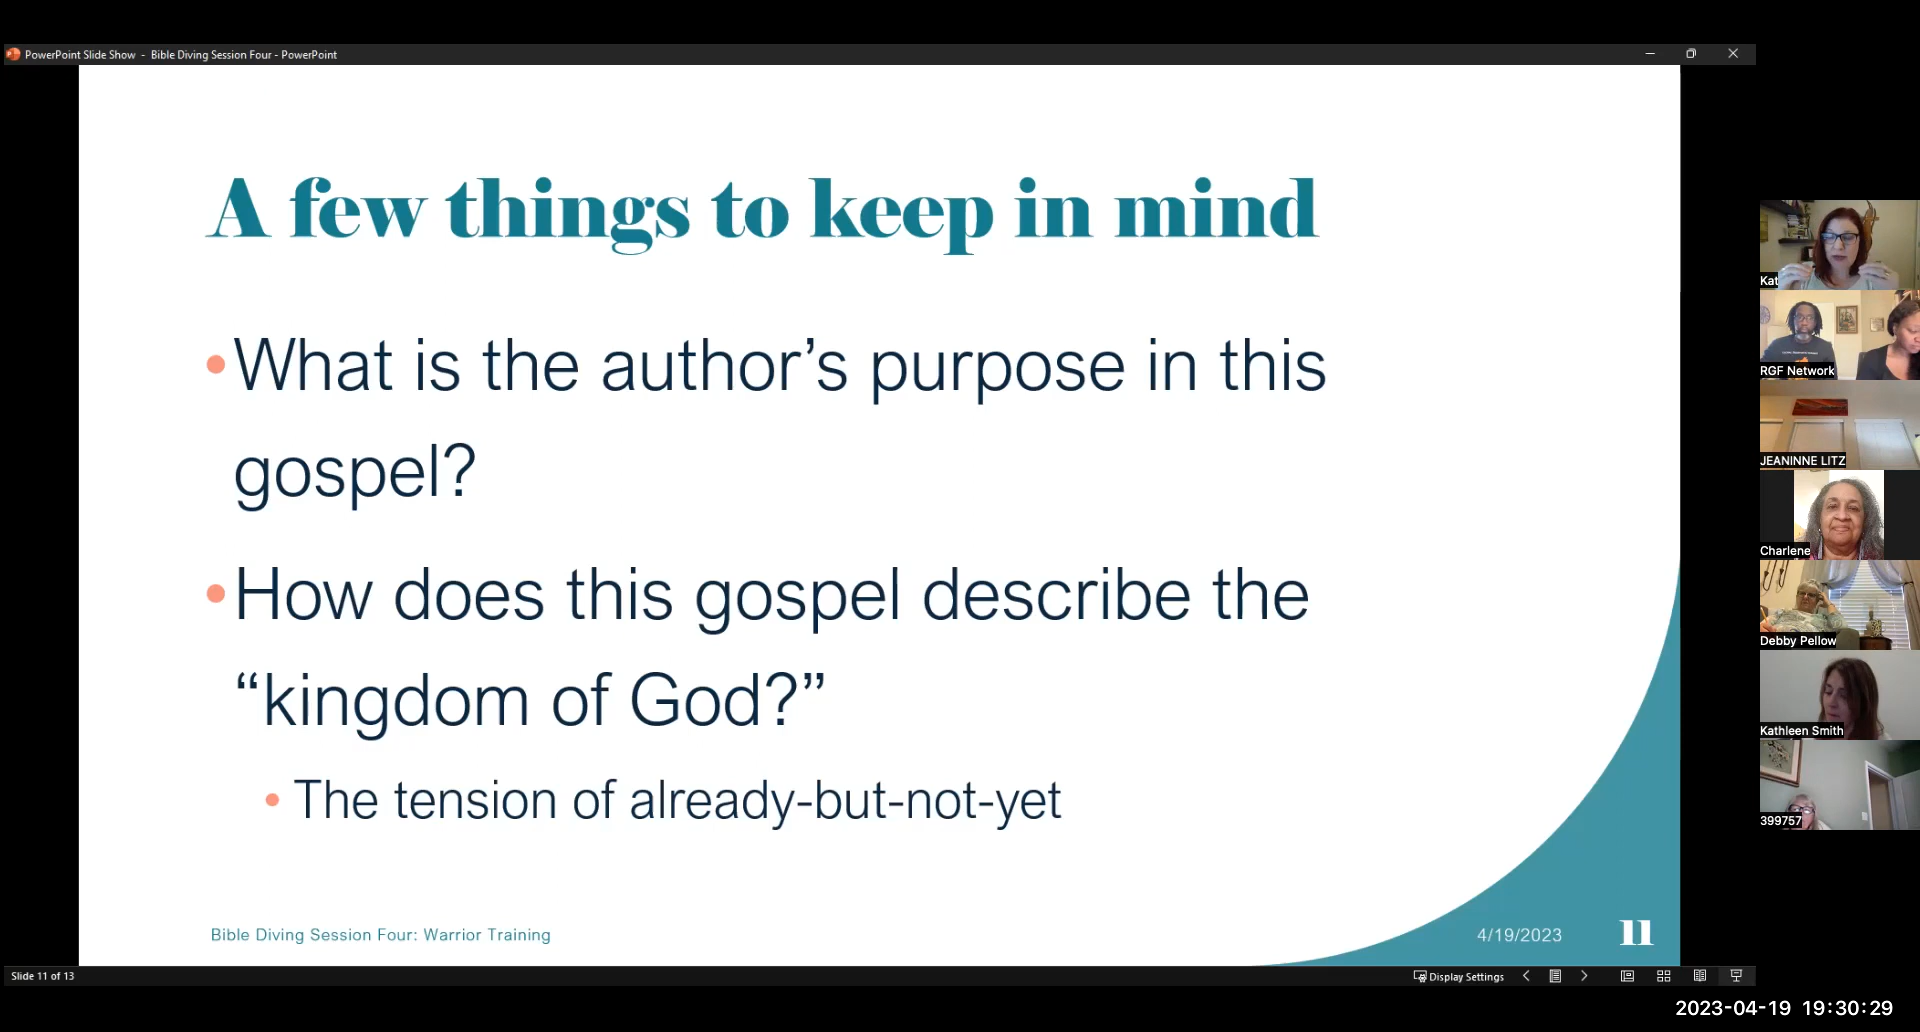 PowerPoint Slide Show - Bible Diving Session Four - PowerPoint
A few things to keep in mind
•What is the author’s purpose in this
gospel?
•How does this gospel describe the
“kingdom of God?”
• The tension of already-but-not-yet
Bible Diving Session Four: Warrior Training
4/19/2023
11
Slide 11 of 13
Display Settings
Kat
RGF Network
JEANINNE LITZ
Charlene
Debby Pellow
Kathleen Smith
399757
2023-04-19 19:30:29